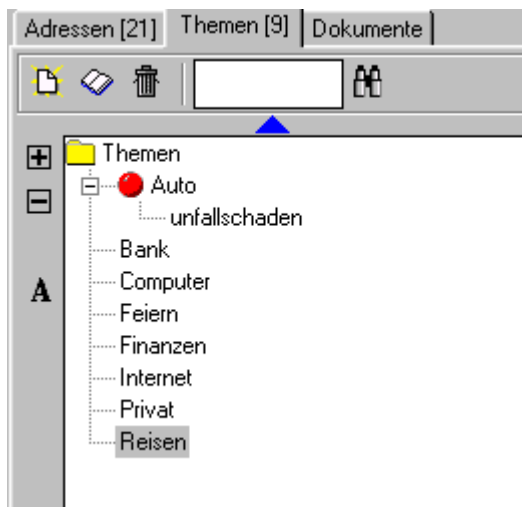 Adressen [21] Themen [9] Dokumente
A
Themen
Auto
unfallschaden
Bank
Computer
Feiern
Finanzen
Internet
Privat
Reisen